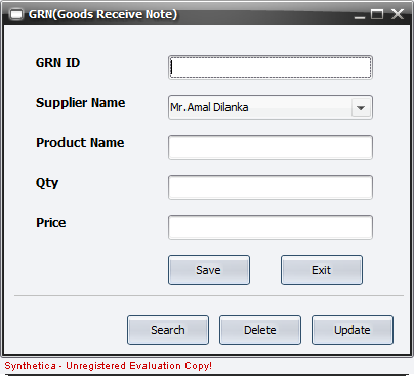 GRN(Goods Receive Note)
GRN ID
Supplier Name
Mr. Amal Dilanka
Product Name
Qty
Price
Save
Exit
Search
Delete
Update
Synthetica - Unregistered Evaluation Copy!